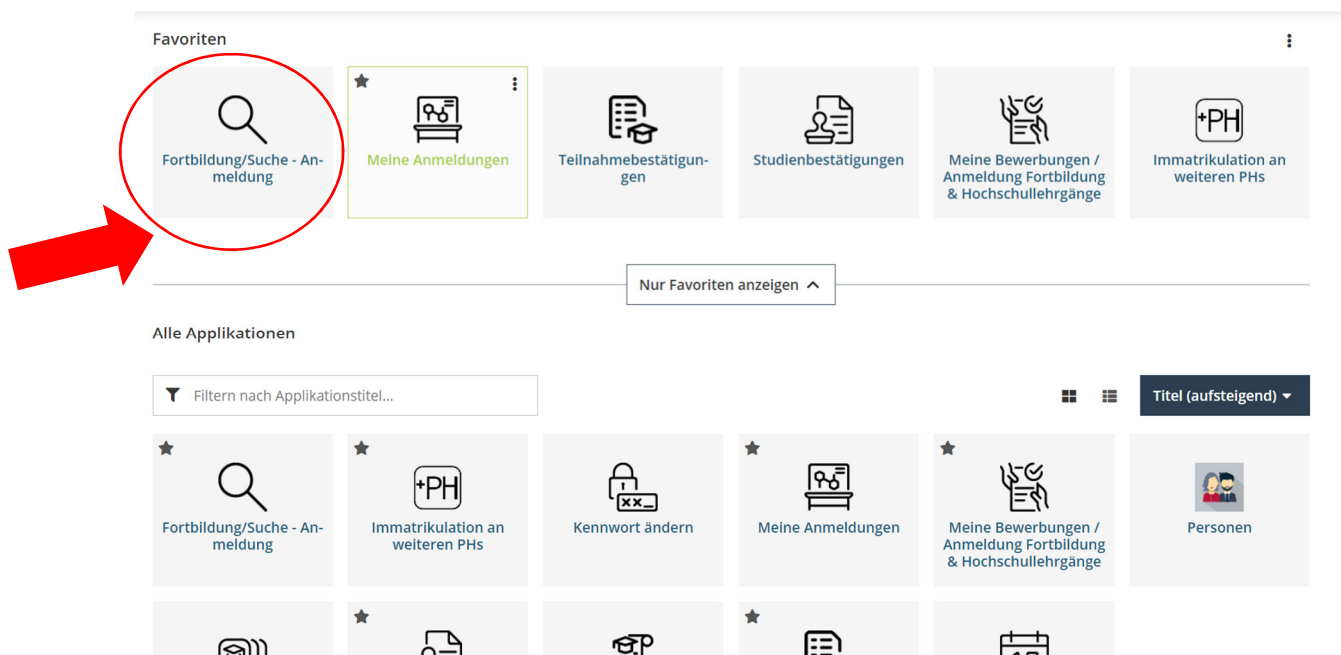 Favoriten
Fortbildung/Suche - An-
meldung
Meine Anmeldungen
Teilnahmebestätigun-
gen
Studienbestätigungen
Meine Bewerbungen /
Anmeldung Fortbildung
& Hochschullehrgänge
+PH
Immatrikulation an
weiteren PHs
Nur Favoriten anzeigen
Alle Applikationen
Filtern nach Applikationstitel...
Titel (aufsteigend)
Fortbildung/Suche - An-
meldung
+PH
Immatrikulation an
weiteren PHs
xx_
Kennwort ändern
Meine Anmeldungen
Meine Bewerbungen /
Anmeldung Fortbildung
& Hochschullehrgänge
Personen